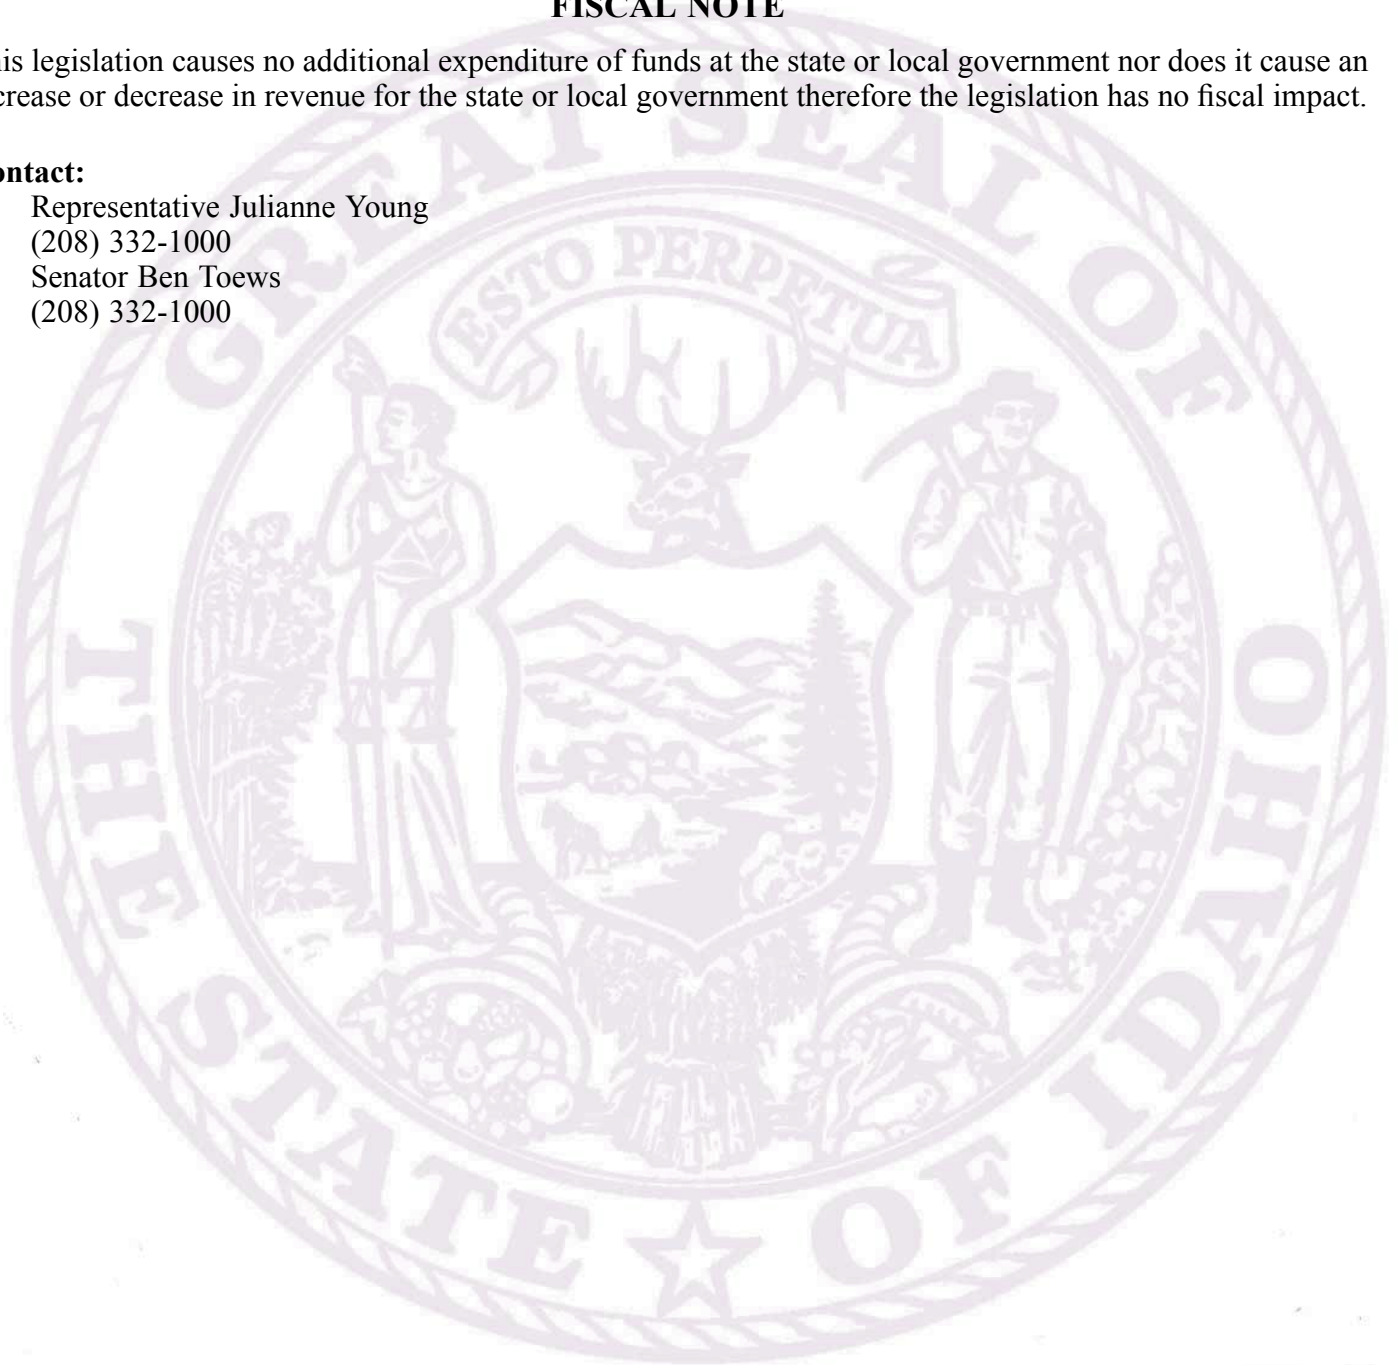 FISCAL NOTE
is legislation causes no additional expenditure of funds at the state or local government nor does it cause an
crease or decrease in revenue for the state or local government therefore the legislation has no fiscal impact.
ontact:
Representative Julianne Young
(208) 332-1000
Senator Ben Toews
(208) 332-1000
GREAT SEAL OF
ESTO PERPETUA
THE STATE OF IDAHO